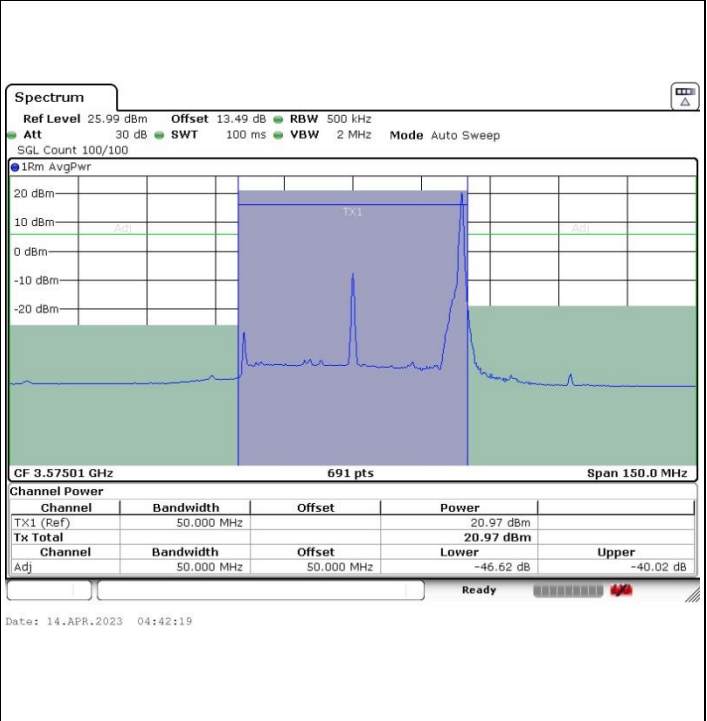 Spectrum
Ref Level 25.99 dBm Offset 13.49 dB RBW 500 kHz
Att 30 dB SWT 100 ms VBW 2 MHz Mode Auto Sweep
SGL Count 100/100
1Rm AvgPwr
20 dBm
TX1
10 dBm
Adj Adj
0 dBm
-10 dBm
-20 dBm
CF 3.57501 GHz 691 pts Span 150.0 MHz
Channel Power
Channel Bandwidth Offset Power
TX1 (Ref) 50.000 MHz 20.97 dBm
Tx Total 20.97 dBm
Channel Bandwidth Offset Lower Upper
Adj 50.000 MHz 50.000 MHz -46.62 dB -40.02 dB
Ready
Date: 14.APR.2023 04:42:19